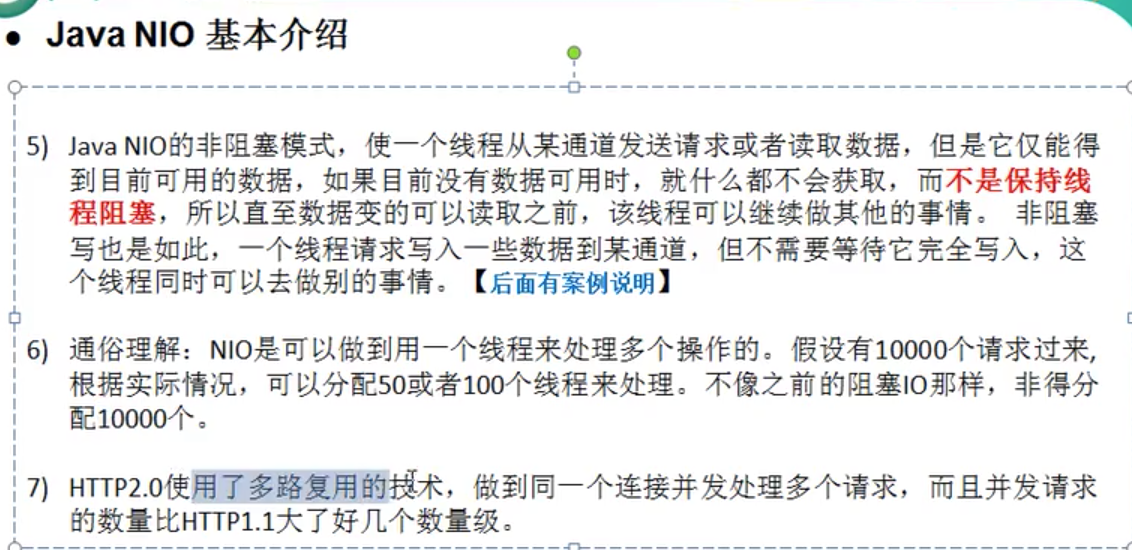 ● Java NIO 基本介绍
5) Java NIO的非阻塞模式，使一个线程从某通道发送请求或者读取数据，但是它仅能得
到目前可用的数据，如果目前没有数据可用时，就什么都不会获取，而不是保持线
程阻塞，所以直至数据变的可以读取之前，该线程可以继续做其他的事情。 非阻塞
写也是如此，一个线程请求写入一些数据到某通道，但不需要等待它完全写入，这
个线程同时可以去做别的事情。【后面有案例说明】
6) 通俗理解：NIO是可以做到用一个线程来处理多个操作的。假设有10000个请求过来,
根据实际情况，可以分配50或者100个线程来处理。不像之前的阻塞IO那样，非得分
配10000个。
7) HTTP2.0使用了多路复用的技术，做到同一个连接并发处理多个请求，而且并发请求
的数量比HTTP1.1大了好几个数量级。